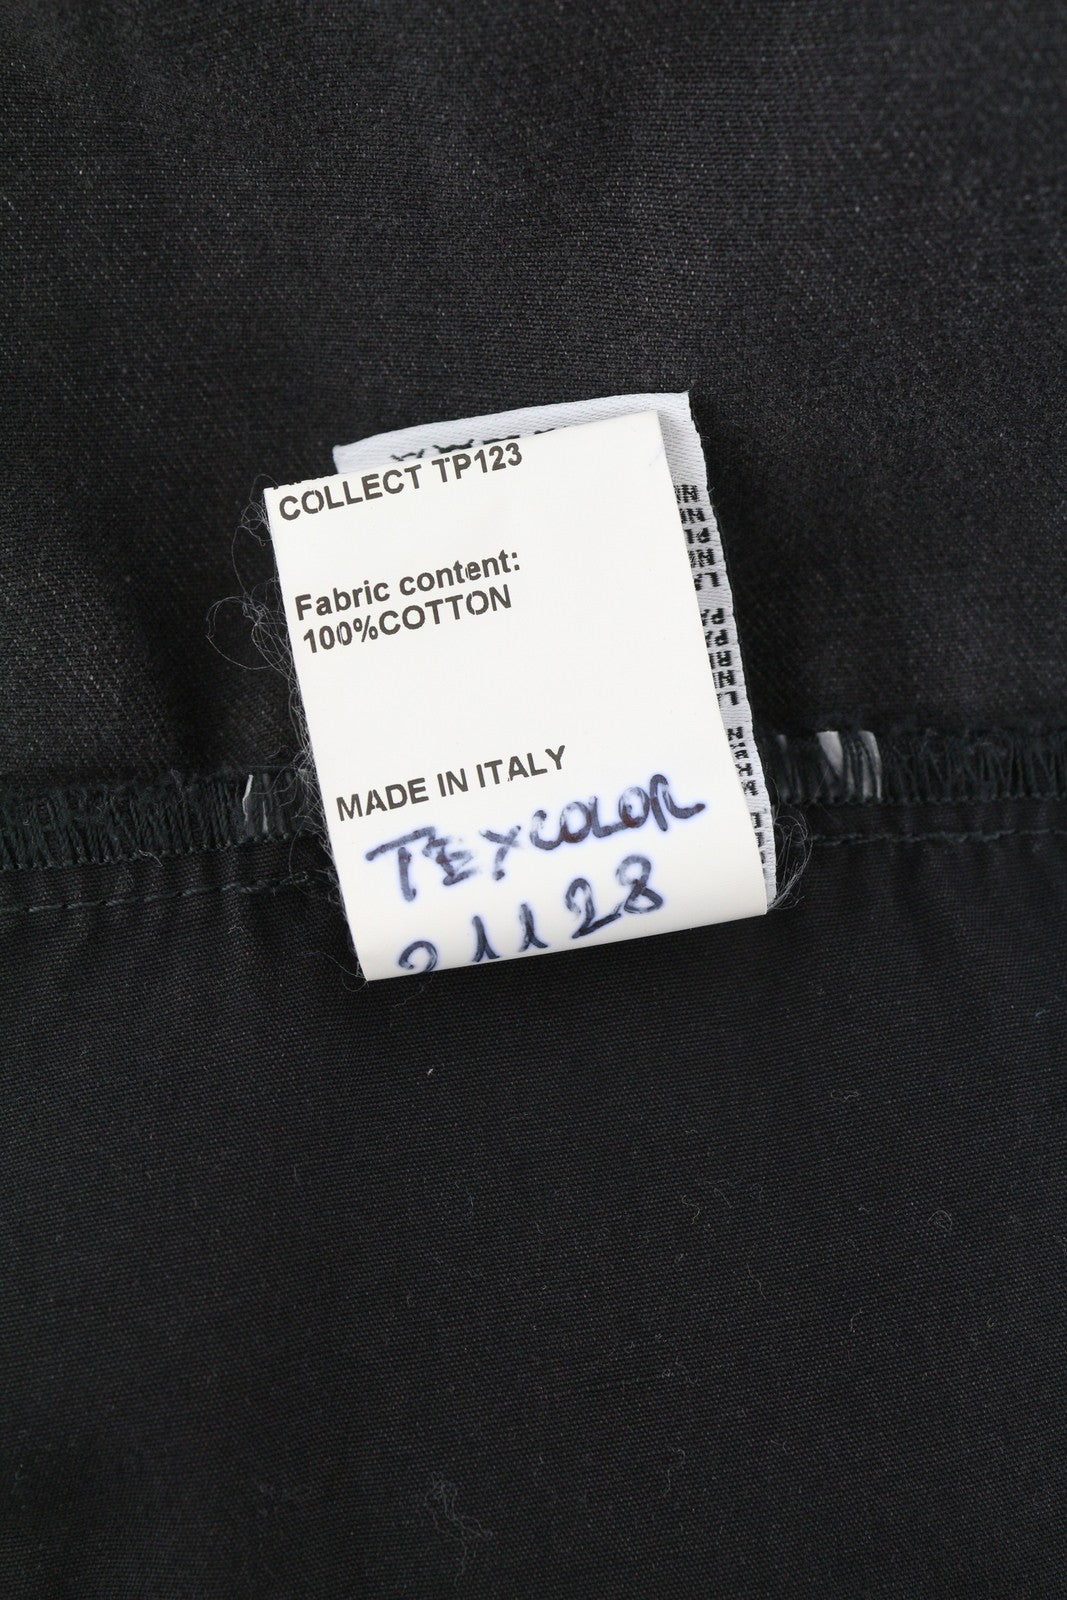 COLLECT TP123
Fabric content:
100%COTTON
MADE IN ITALY
TEXCOLOR
21128